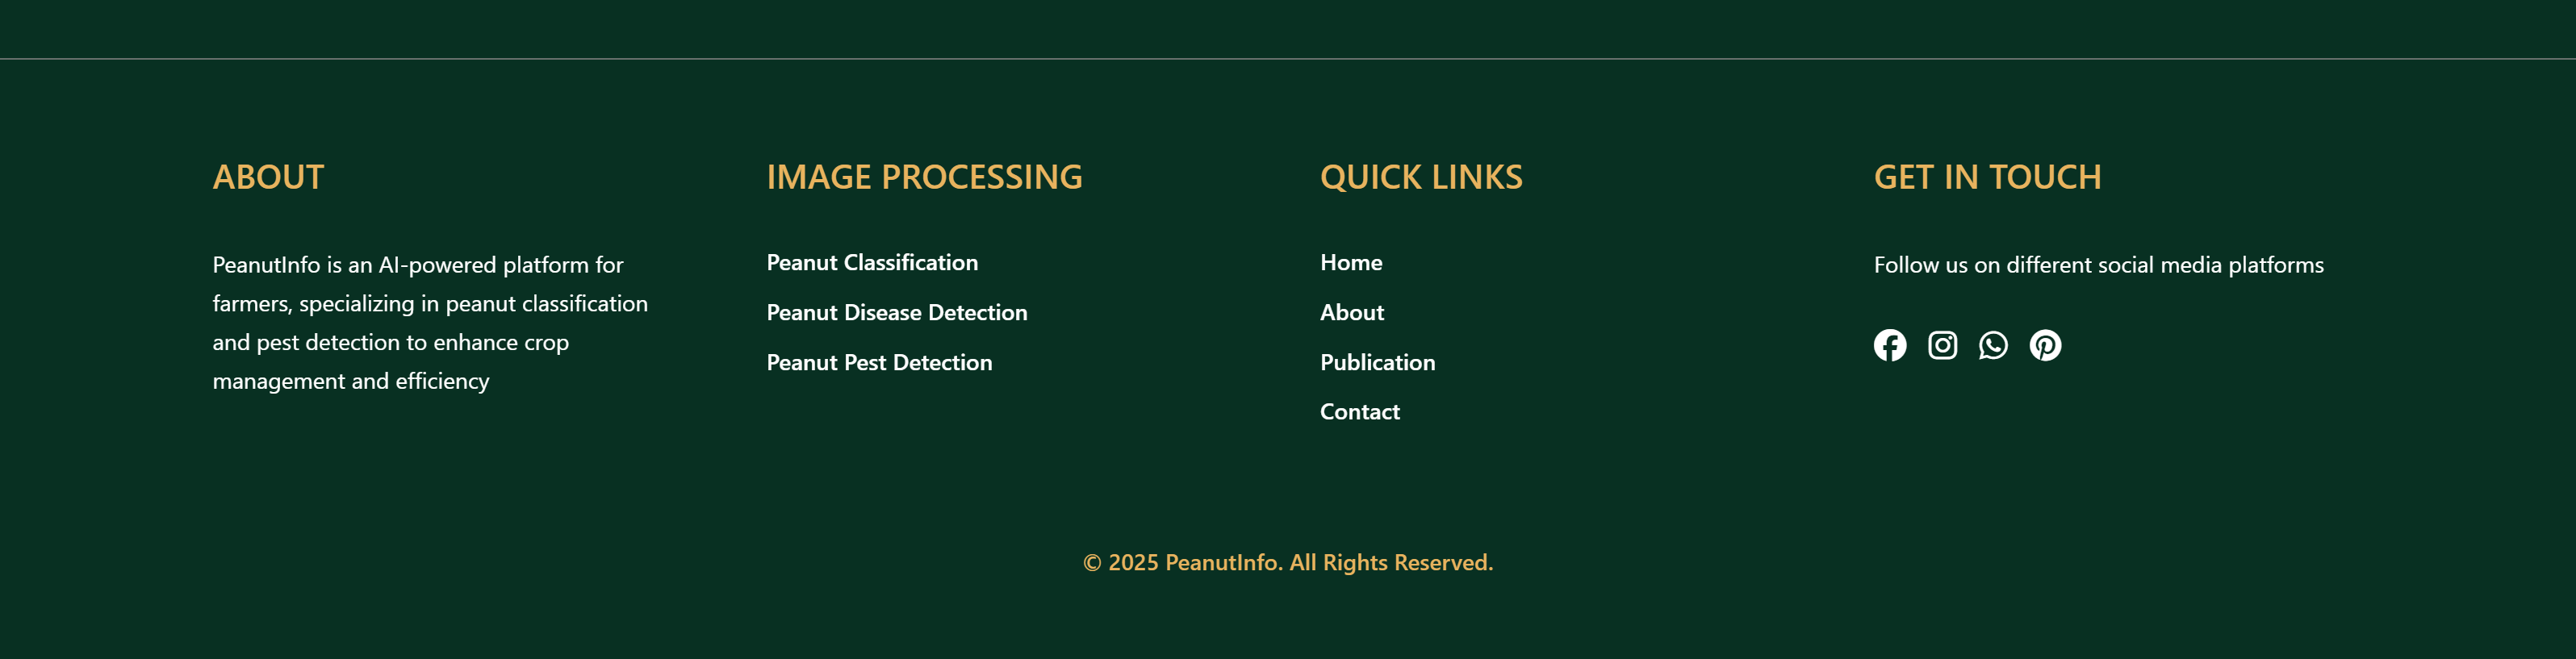 ABOUT
PeanutInfo is an AI-powered platform for
farmers, specializing in peanut classification
and pest detection to enhance crop
management and efficiency
IMAGE PROCESSING
Peanut Classification
Peanut Disease Detection
Peanut Pest Detection
QUICK LINKS
Home
About
Publication
Contact
GET IN TOUCH
Follow us on different social media platforms
© 2025 PeanutInfo. All Rights Reserved.